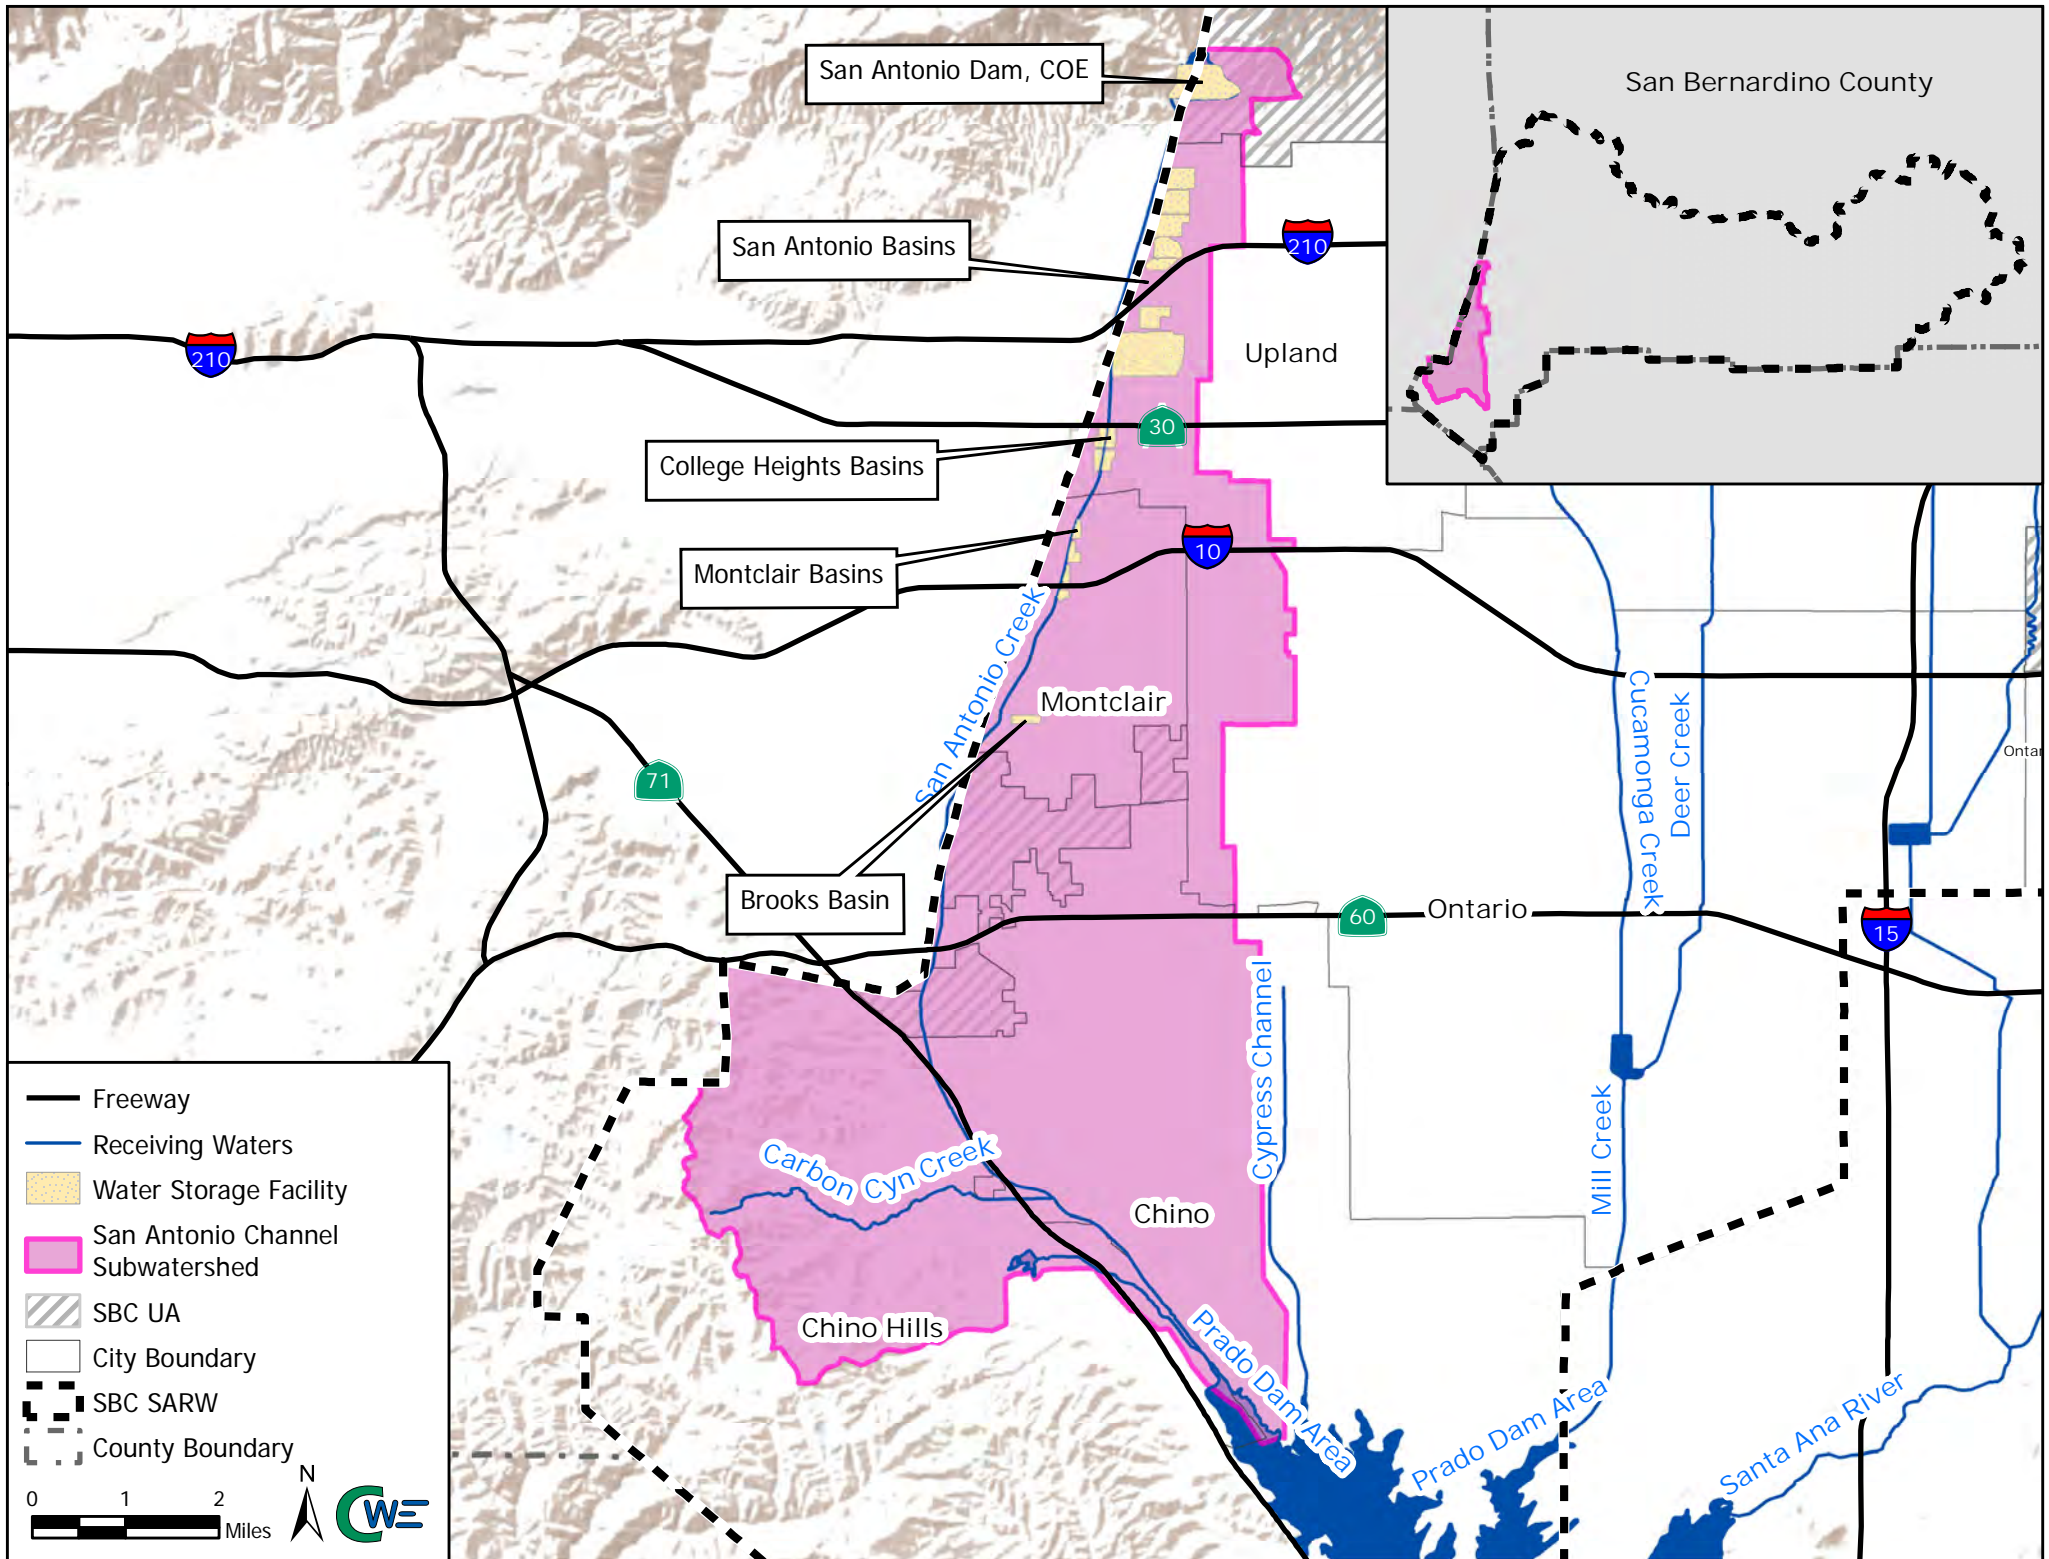 San Antonio Dam, COE
San Bernardino County
San Antonio Basins
210
210
Upland
30
College Heights Basins
10
Montclair Basins
San Antonio Creek
Montclair
Cucamonga Creek
Deer Creek
Ontar
71
Brooks Basin
60
Ontario
15
Cypress Channel
Mill Creek
Carbon Cyn Creek
Chino
Chino Hills
Prado Dam Area
Prado Dam Area
Santa Ana River
Freeway
Receiving Waters
Water Storage Facility
San Antonio Channel
Subwatershed
SBC UA
City Boundary
SBC SARW
County Boundary
N
0 1 2
Miles
CWE